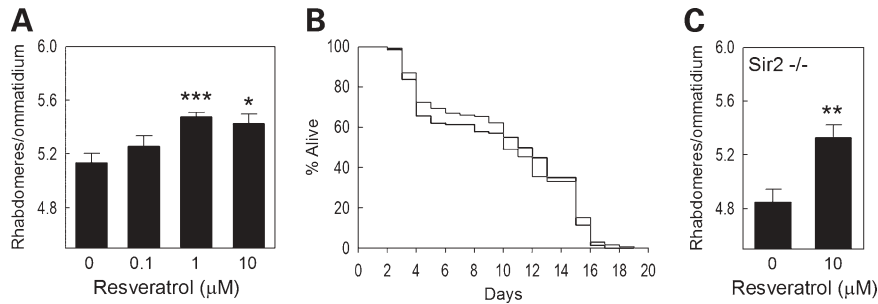 A
Rhabdomeres/ommatidium
6.0
5.6
5.2
4.8
***
*
0 0.1 1 10
Resveratrol (μM)
B
% Alive
100
80
60
40
20
0
0 2 4 6 8 10 12 14 16 18 20
Days
C
Rhabdomeres/ommatidium
6.0
5.6
5.2
4.8
Sir2 -/-
**
0 10
Resveratrol (μM)